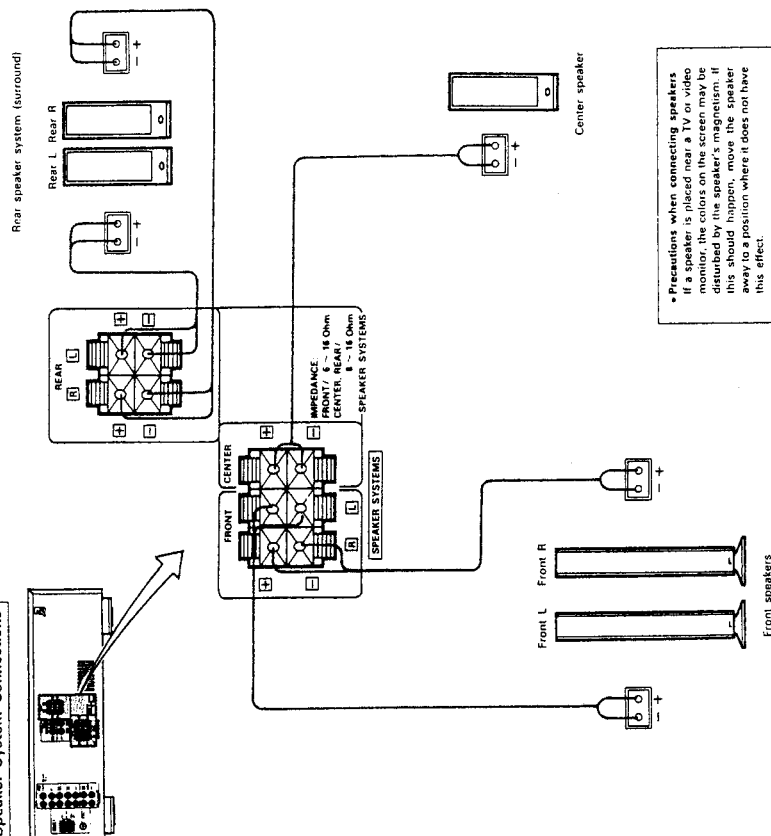 Speaker System Connections
Rear speaker system (surround)
Rear L
Rear R
− +
− +
REAR
R
L
+
−
+
−
FRONT
CENTER
+
−
+
−
R
L
IMPEDANCE
FRONT/ 6 ~ 16 Ohm
CENTER, REAR/
8 ~ 16 Ohm
SPEAKER SYSTEMS
SPEAKER SYSTEMS
− +
Center speaker
Front L
Front R
− +
− +
Front speakers
• Precautions when connecting speakers
If a speaker is placed near a TV or video
monitor, the colors on the screen may be
disturbed by the speaker's magnetism. If
this should happen, move the speaker
away to a position where it does not have
this effect.